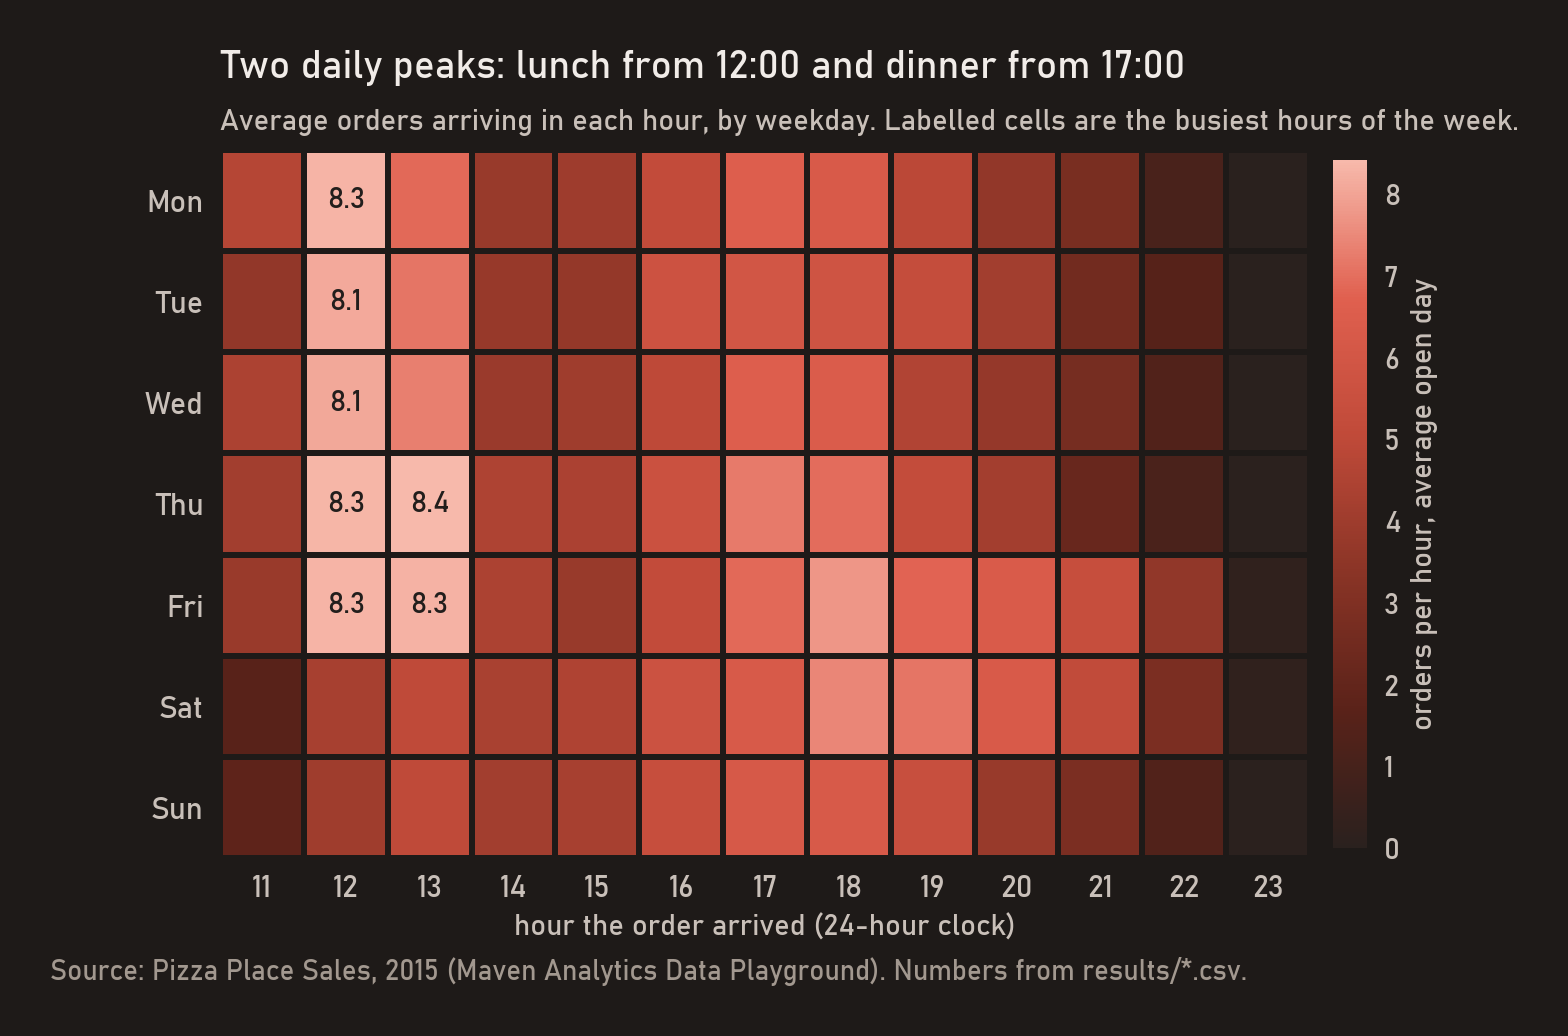 Two daily peaks: lunch from 12:00 and dinner from 17:00
Average orders arriving in each hour, by weekday. Labelled cells are the busiest hours of the week.
Mon 8.3
Tue 8.1
Wed 8.1
Thu 8.3 8.4
Fri 8.3 8.3
Sat
Sun
11 12 13 14 15 16 17 18 19 20 21 22 23
hour the order arrived (24-hour clock)
8
7
6
5
4
3
2
1
0
orders per hour, average open day
Source: Pizza Place Sales, 2015 (Maven Analytics Data Playground). Numbers from results/*.csv.